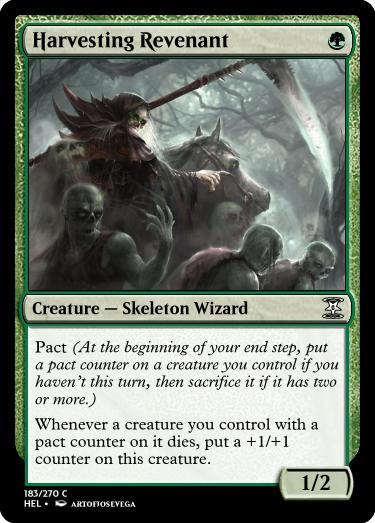 Harvesting Revenant
Creature — Skeleton Wizard
Pact (At the beginning of your end step, put
a pact counter on a creature you control if you
haven't this turn, then sacrifice it if it has two
or more.)
Whenever a creature you control with a
pact counter on it dies, put a +1/+1
counter on this creature.
1/2
183/270 C
HEL • ARTOFJOSEVEGA